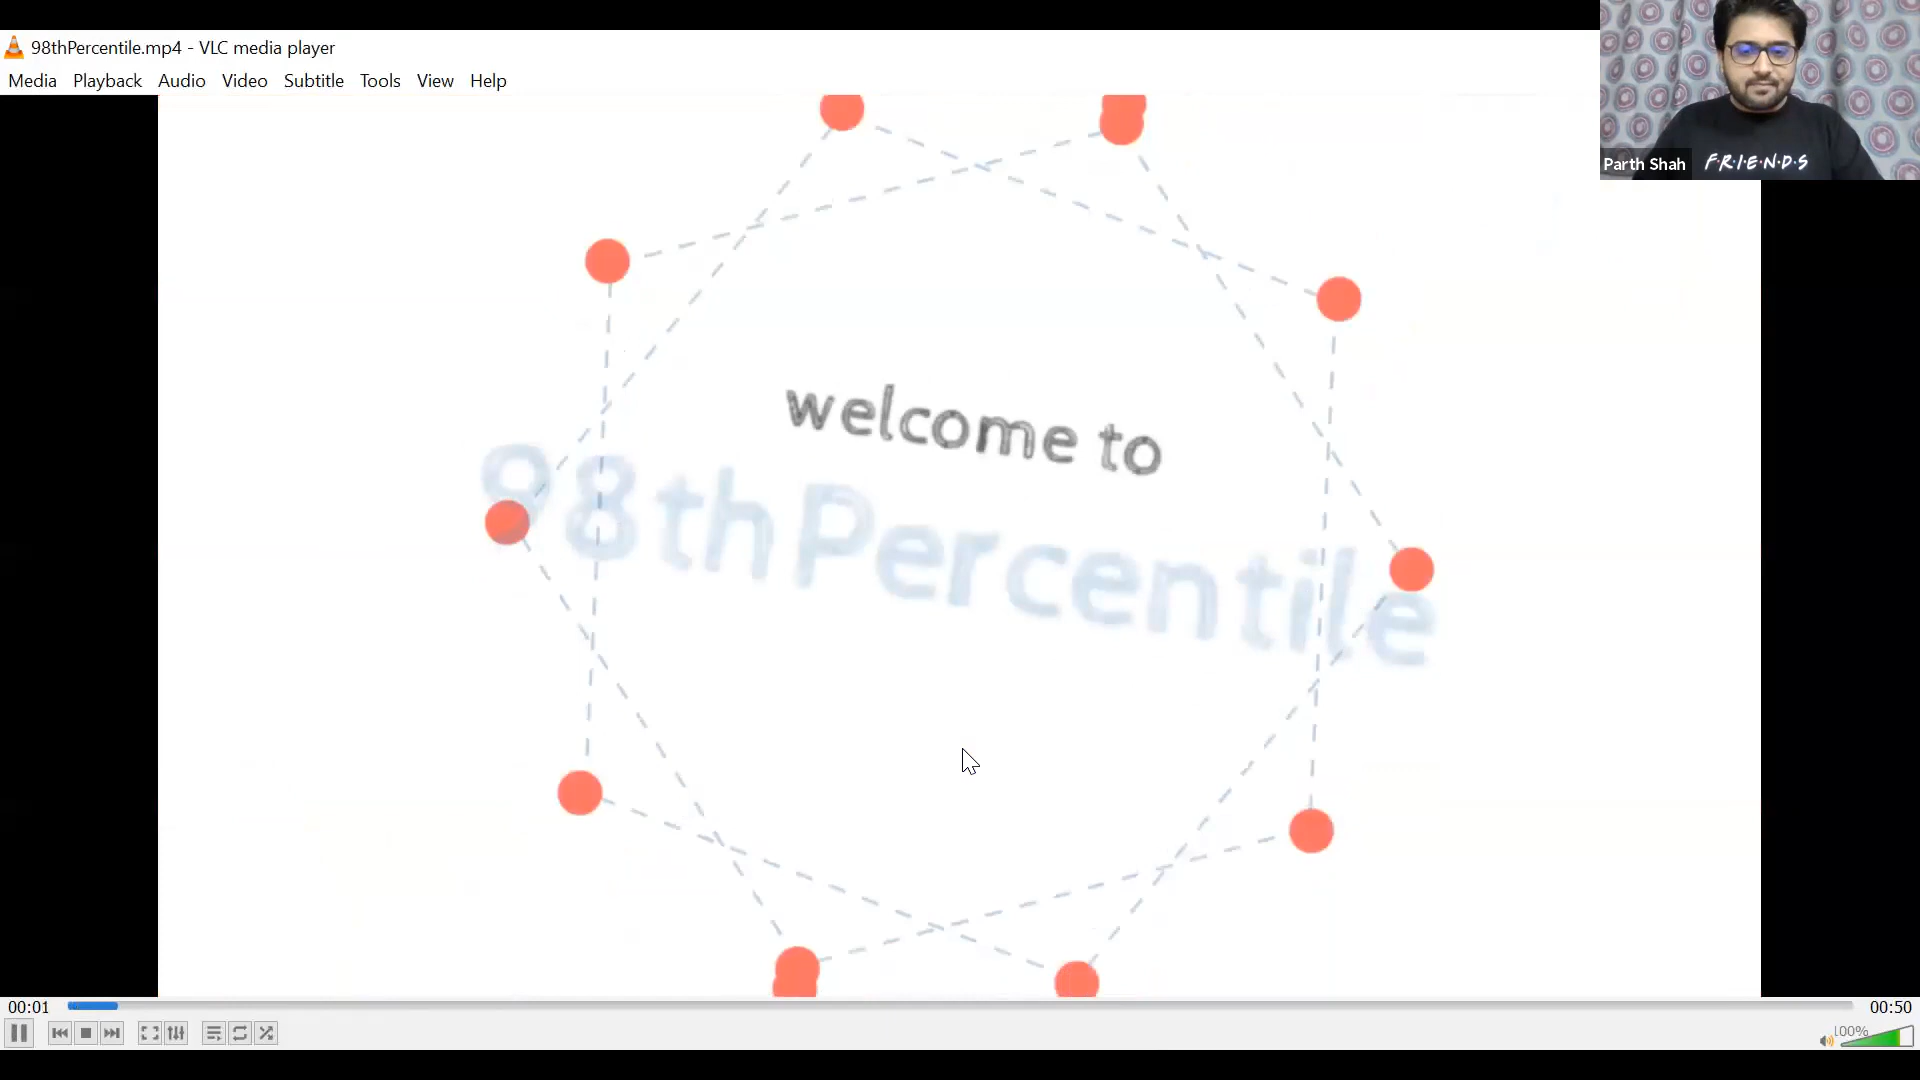 98thPercentile.mp4 - VLC media player
Media Playback Audio Video Subtitle Tools View Help
Parth Shah
F·R·I·E·N·D·S
welcome to
98thPercentile
00:01
00:50
100%